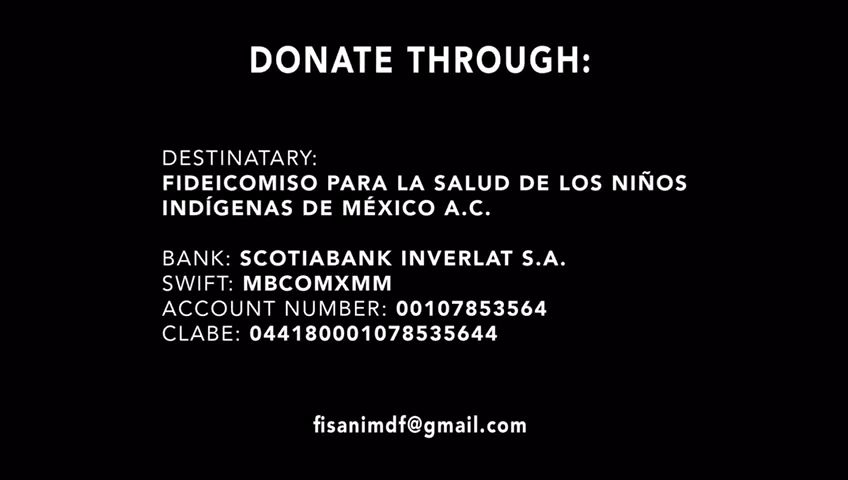 DONATE THROUGH:
DESTINATARY:
FIDEICOMISO PARA LA SALUD DE LOS NIÑOS
INDÍGENAS DE MÉXICO A.C.
BANK: SCOTIABANK INVERLAT S.A.
SWIFT: MBCOMXMM
ACCOUNT NUMBER: 00107853564
CLABE: 044180001078535644
fisanimdf@gmail.com